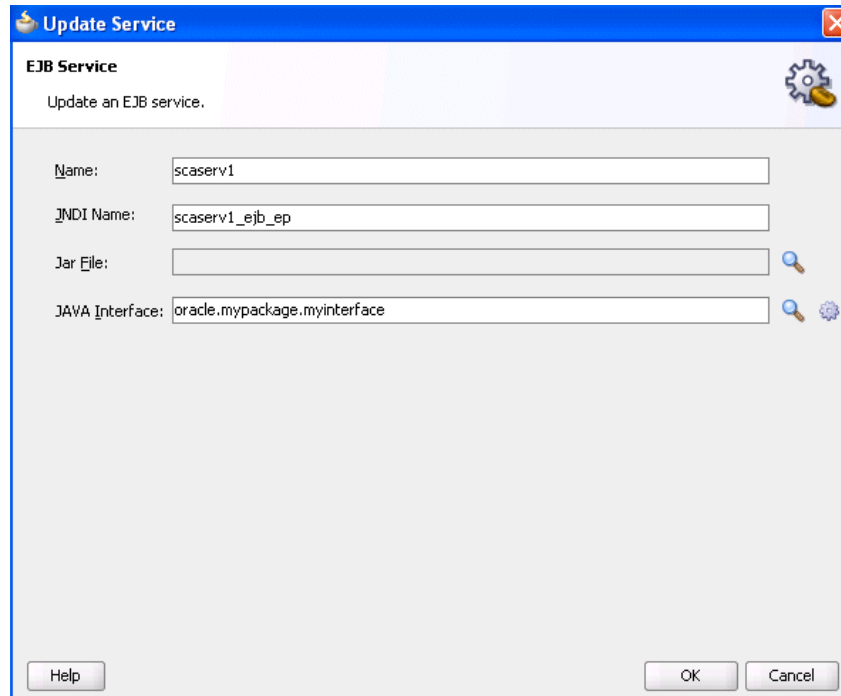 Update Service
EJB Service
Update an EJB service.
Name: scaserv1
JNDI Name: scaserv1_ejb_ep
Jar File:
JAVA Interface: oracle.mypackage.myinterface
Help OK Cancel